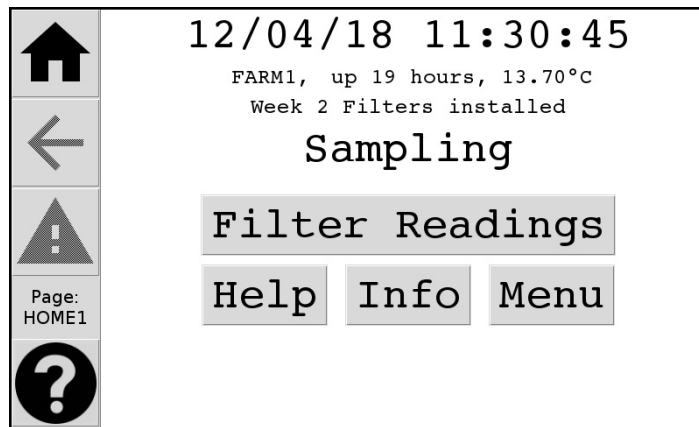 12/04/18 11:30:45
FARM1, up 19 hours, 13.70°C
Week 2 Filters installed
Sampling
Filter Readings
Help Info Menu
Page:
HOME1